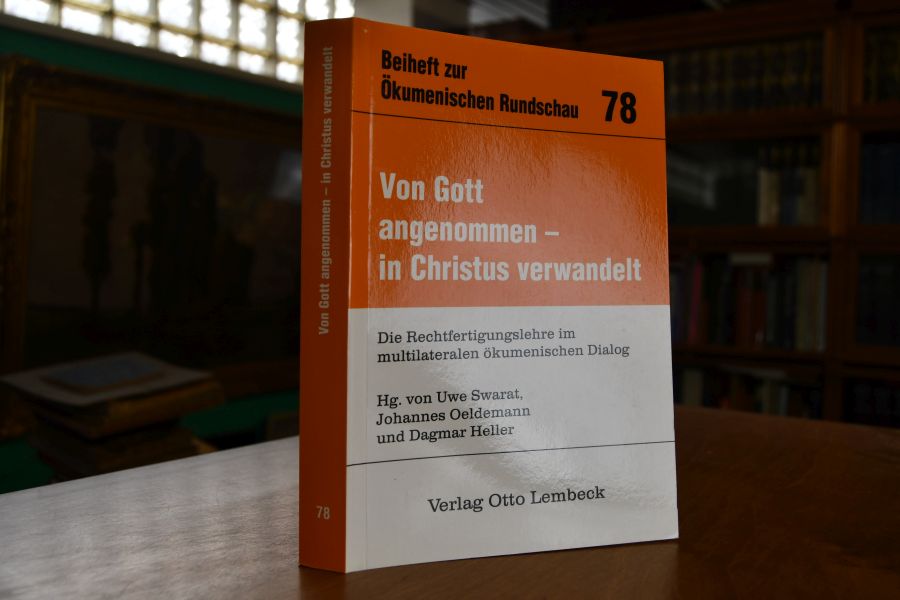 Beiheft zur
Ökumenischen Rundschau 78
Von Gott
angenommen –
in Christus verwandelt
Die Rechtfertigungslehre im
multilateralen ökumenischen Dialog
Hg. von Uwe Swarat,
Johannes Oeldemann
und Dagmar Heller
Verlag Otto Lembeck
Von Gott angenommen – in Christus verwandelt
78